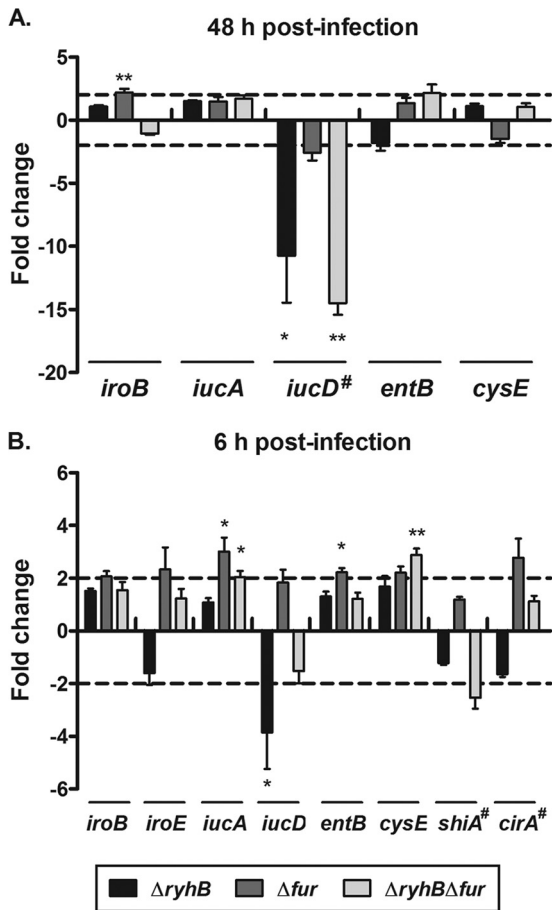 A.
48 h post-infection
**
5
0
-5
-10
-15
-20
Fold change
*
**
iroB iucA iucD# entB cysE
B.
6 h post-infection
6
4
2
0
-2
-4
-6
Fold change
*
*
*
**
*
iroB iroE iucA iucD entB cysE shiA# cirA#
ΔryhB Δfur ΔryhBΔfur